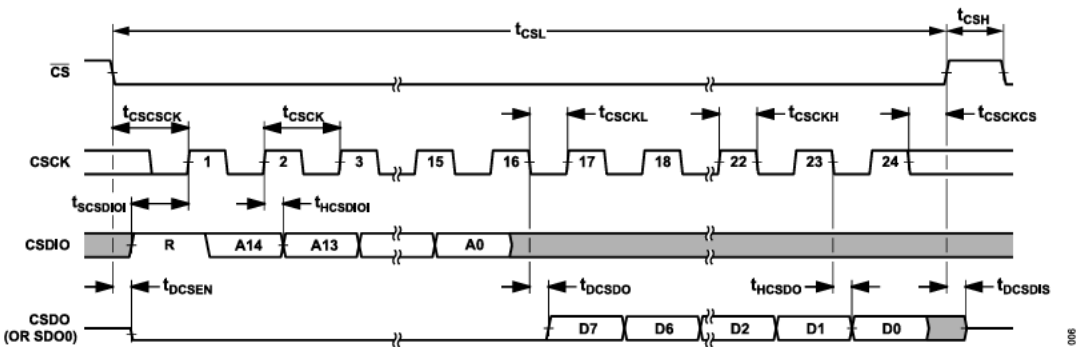 tCSL
tCSH
CS
tCSCSCK
tCSCK
tCSCKL
tCSCKH
tCSCKCS
CSCK
1
2
3
15
16
17
18
22
23
24
tSCSDIOI
tHCSDIOI
CSDIO
R
A14
A13
A0
tDCSEN
tDCSDO
tHCSDO
tDCSDIS
CSDO
(OR SDO0)
D7
D6
D2
D1
D0
006